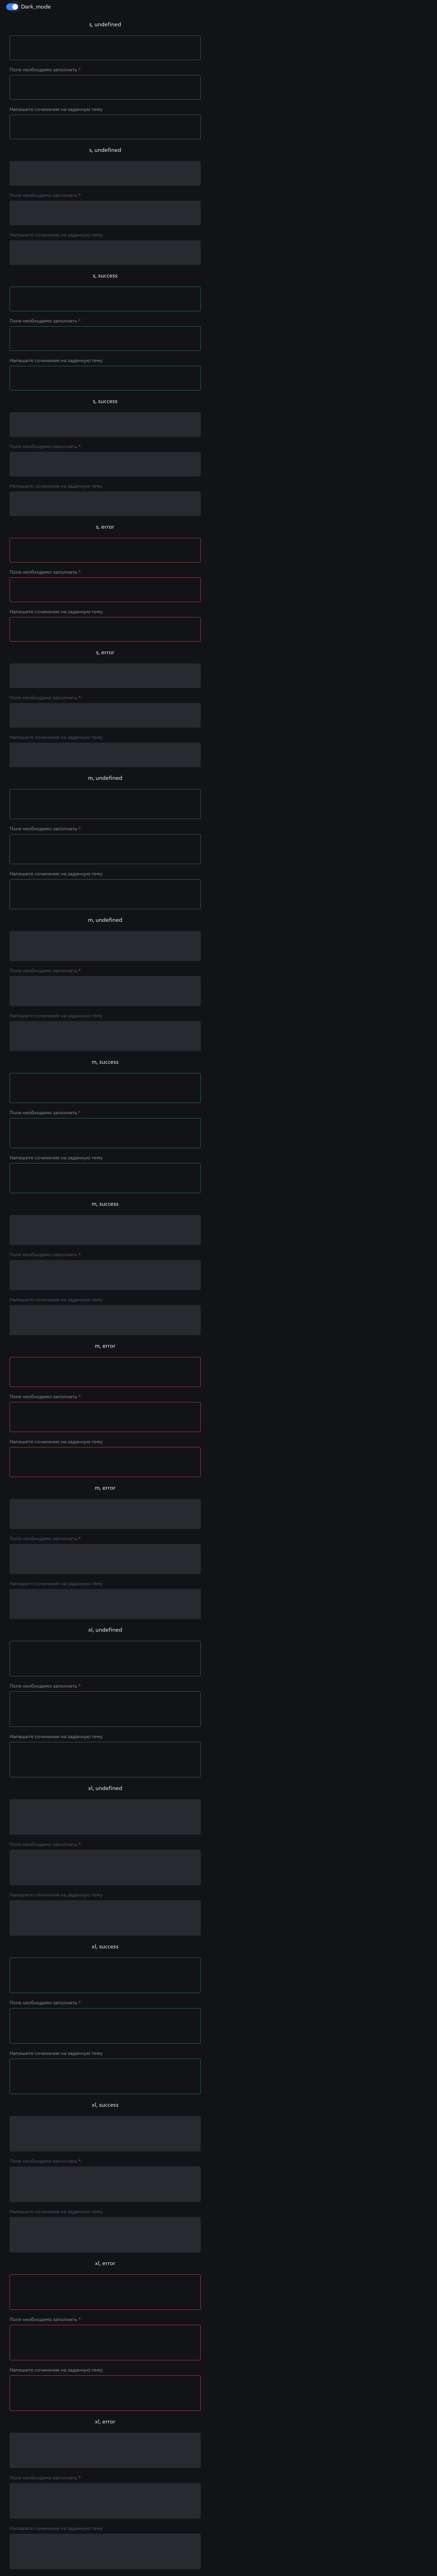 Dark_mode
s, undefined
Поле необходимо заполнить *
Напишите сочинение на заданную тему
s, undefined
Поле необходимо заполнить *
Напишите сочинение на заданную тему
s, success
Поле необходимо заполнить *
Напишите сочинение на заданную тему
s, success
Поле необходимо заполнить *
Напишите сочинение на заданную тему
s, error
Поле необходимо заполнить *
Напишите сочинение на заданную тему
s, error
Поле необходимо заполнить *
Напишите сочинение на заданную тему
m, undefined
Поле необходимо заполнить *
Напишите сочинение на заданную тему
m, undefined
Поле необходимо заполнить *
Напишите сочинение на заданную тему
m, success
Поле необходимо заполнить *
Напишите сочинение на заданную тему
m, success
Поле необходимо заполнить *
Напишите сочинение на заданную тему
m, error
Поле необходимо заполнить *
Напишите сочинение на заданную тему
m, error
Поле необходимо заполнить *
Напишите сочинение на заданную тему
xl, undefined
Поле необходимо заполнить *
Напишите сочинение на заданную тему
xl, undefined
Поле необходимо заполнить *
Напишите сочинение на заданную тему
xl, success
Поле необходимо заполнить *
Напишите сочинение на заданную тему
xl, success
Поле необходимо заполнить *
Напишите сочинение на заданную тему
xl, error
Поле необходимо заполнить *
Напишите сочинение на заданную тему
xl, error
Поле необходимо заполнить *
Напишите сочинение на заданную тему